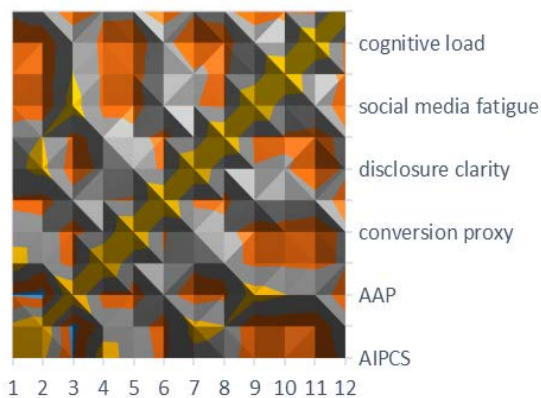 cognitive load
social media fatigue
disclosure clarity
conversion proxy
AAP
AIPCS
1 2 3 4 5 6 7 8 9 10 11 12